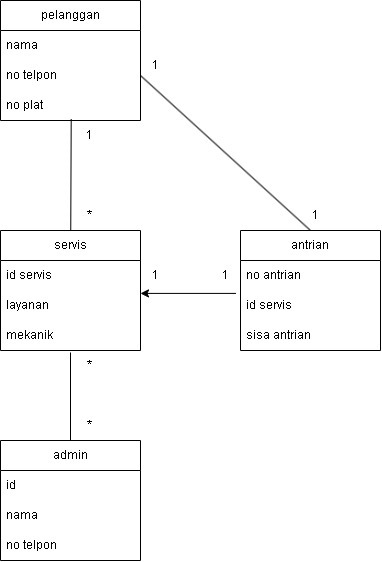 pelanggan
nama
no telpon
no plat
1
1
1
*
servis
id servis
layanan
mekanik
1
1
antrian
no antrian
id servis
sisa antrian
*
*
admin
id
nama
no telpon